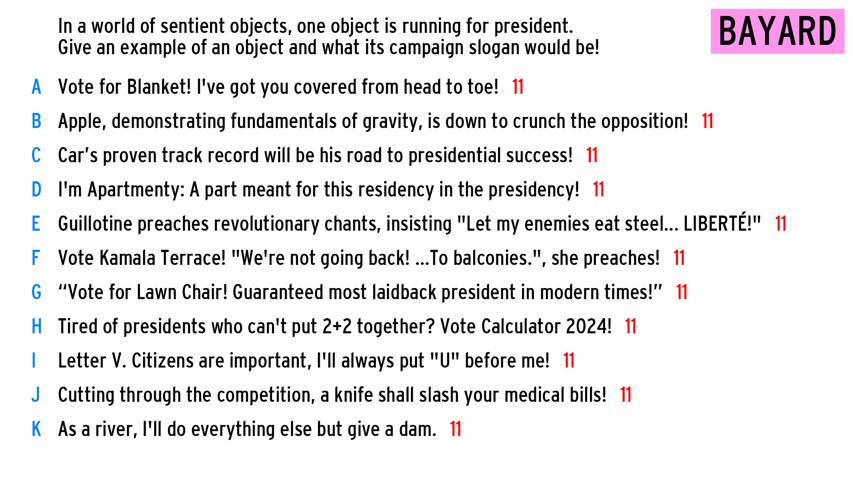 In a world of sentient objects, one object is running for president.
Give an example of an object and what its campaign slogan would be!
BAYARD
A Vote for Blanket! I've got you covered from head to toe! 11
B Apple, demonstrating fundamentals of gravity, is down to crunch the opposition! 11
C Car’s proven track record will be his road to presidential success! 11
D I'm Apartmenty: A part meant for this residency in the presidency! 11
E Guillotine preaches revolutionary chants, insisting "Let my enemies eat steel... LIBERTÉ!" 11
F Vote Kamala Terrace! "We're not going back! ...To balconies.", she preaches! 11
G “Vote for Lawn Chair! Guaranteed most laidback president in modern times!” 11
H Tired of presidents who can't put 2+2 together? Vote Calculator 2024! 11
I Letter V. Citizens are important, I'll always put "U" before me! 11
J Cutting through the competition, a knife shall slash your medical bills! 11
K As a river, I'll do everything else but give a dam. 11